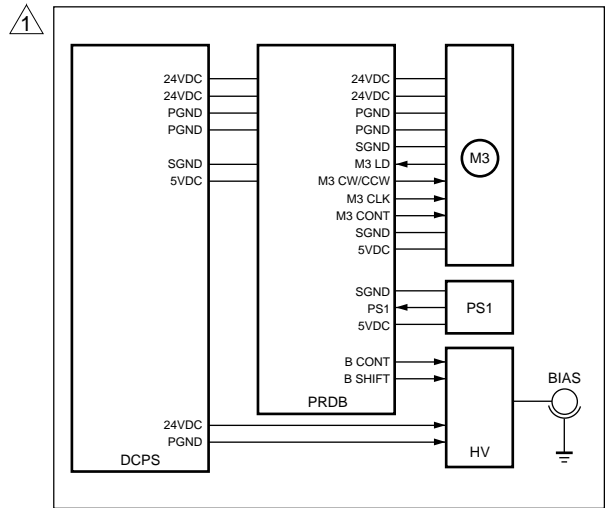 1
24VDC
24VDC
PGND
PGND
SGND
5VDC
24VDC
PGND
DCPS
24VDC
24VDC
PGND
PGND
SGND
M3 LD
M3 CW/CCW
M3 CLK
M3 CONT
SGND
5VDC
SGND
PS1
5VDC
B CONT
B SHIFT
PRDB
M3
PS1
HV
BIAS